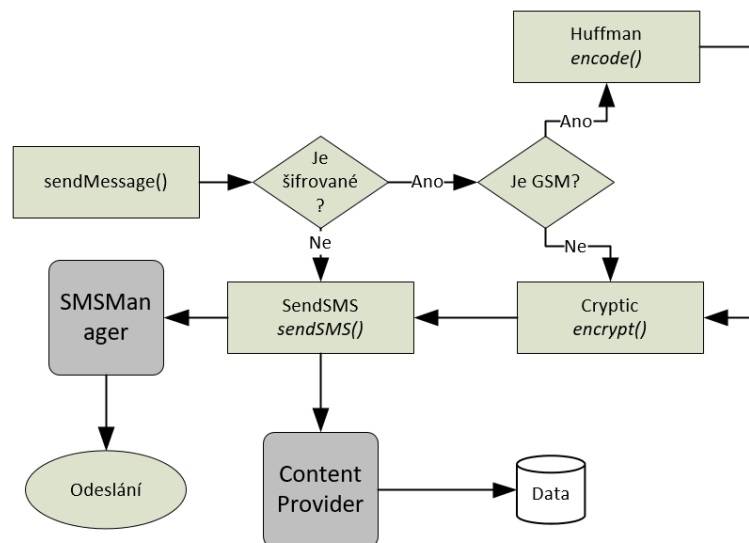 Huffman
encode()
Ano
sendMessage()
Je
šifrované
?
Ano
Je GSM?
Ne
Ne
SMSMan
ager
SendSMS
sendSMS()
Cryptic
encrypt()
Odeslání
Content
Provider
Data